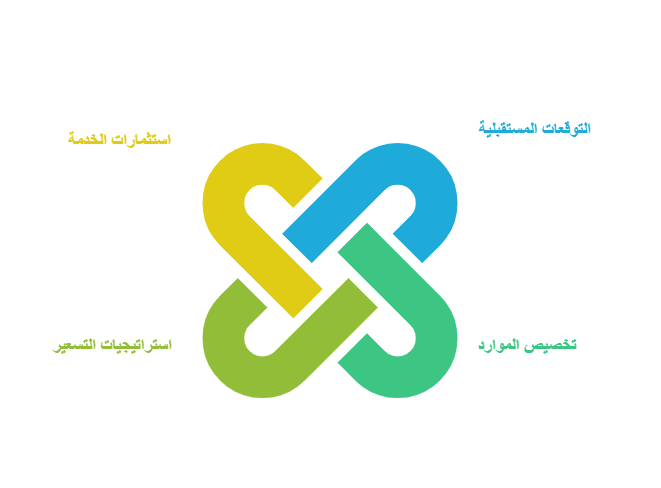 التوقعات المستقبلية
استثمارات الخدمة
تخصيص الموارد
استراتيجيات التسعير